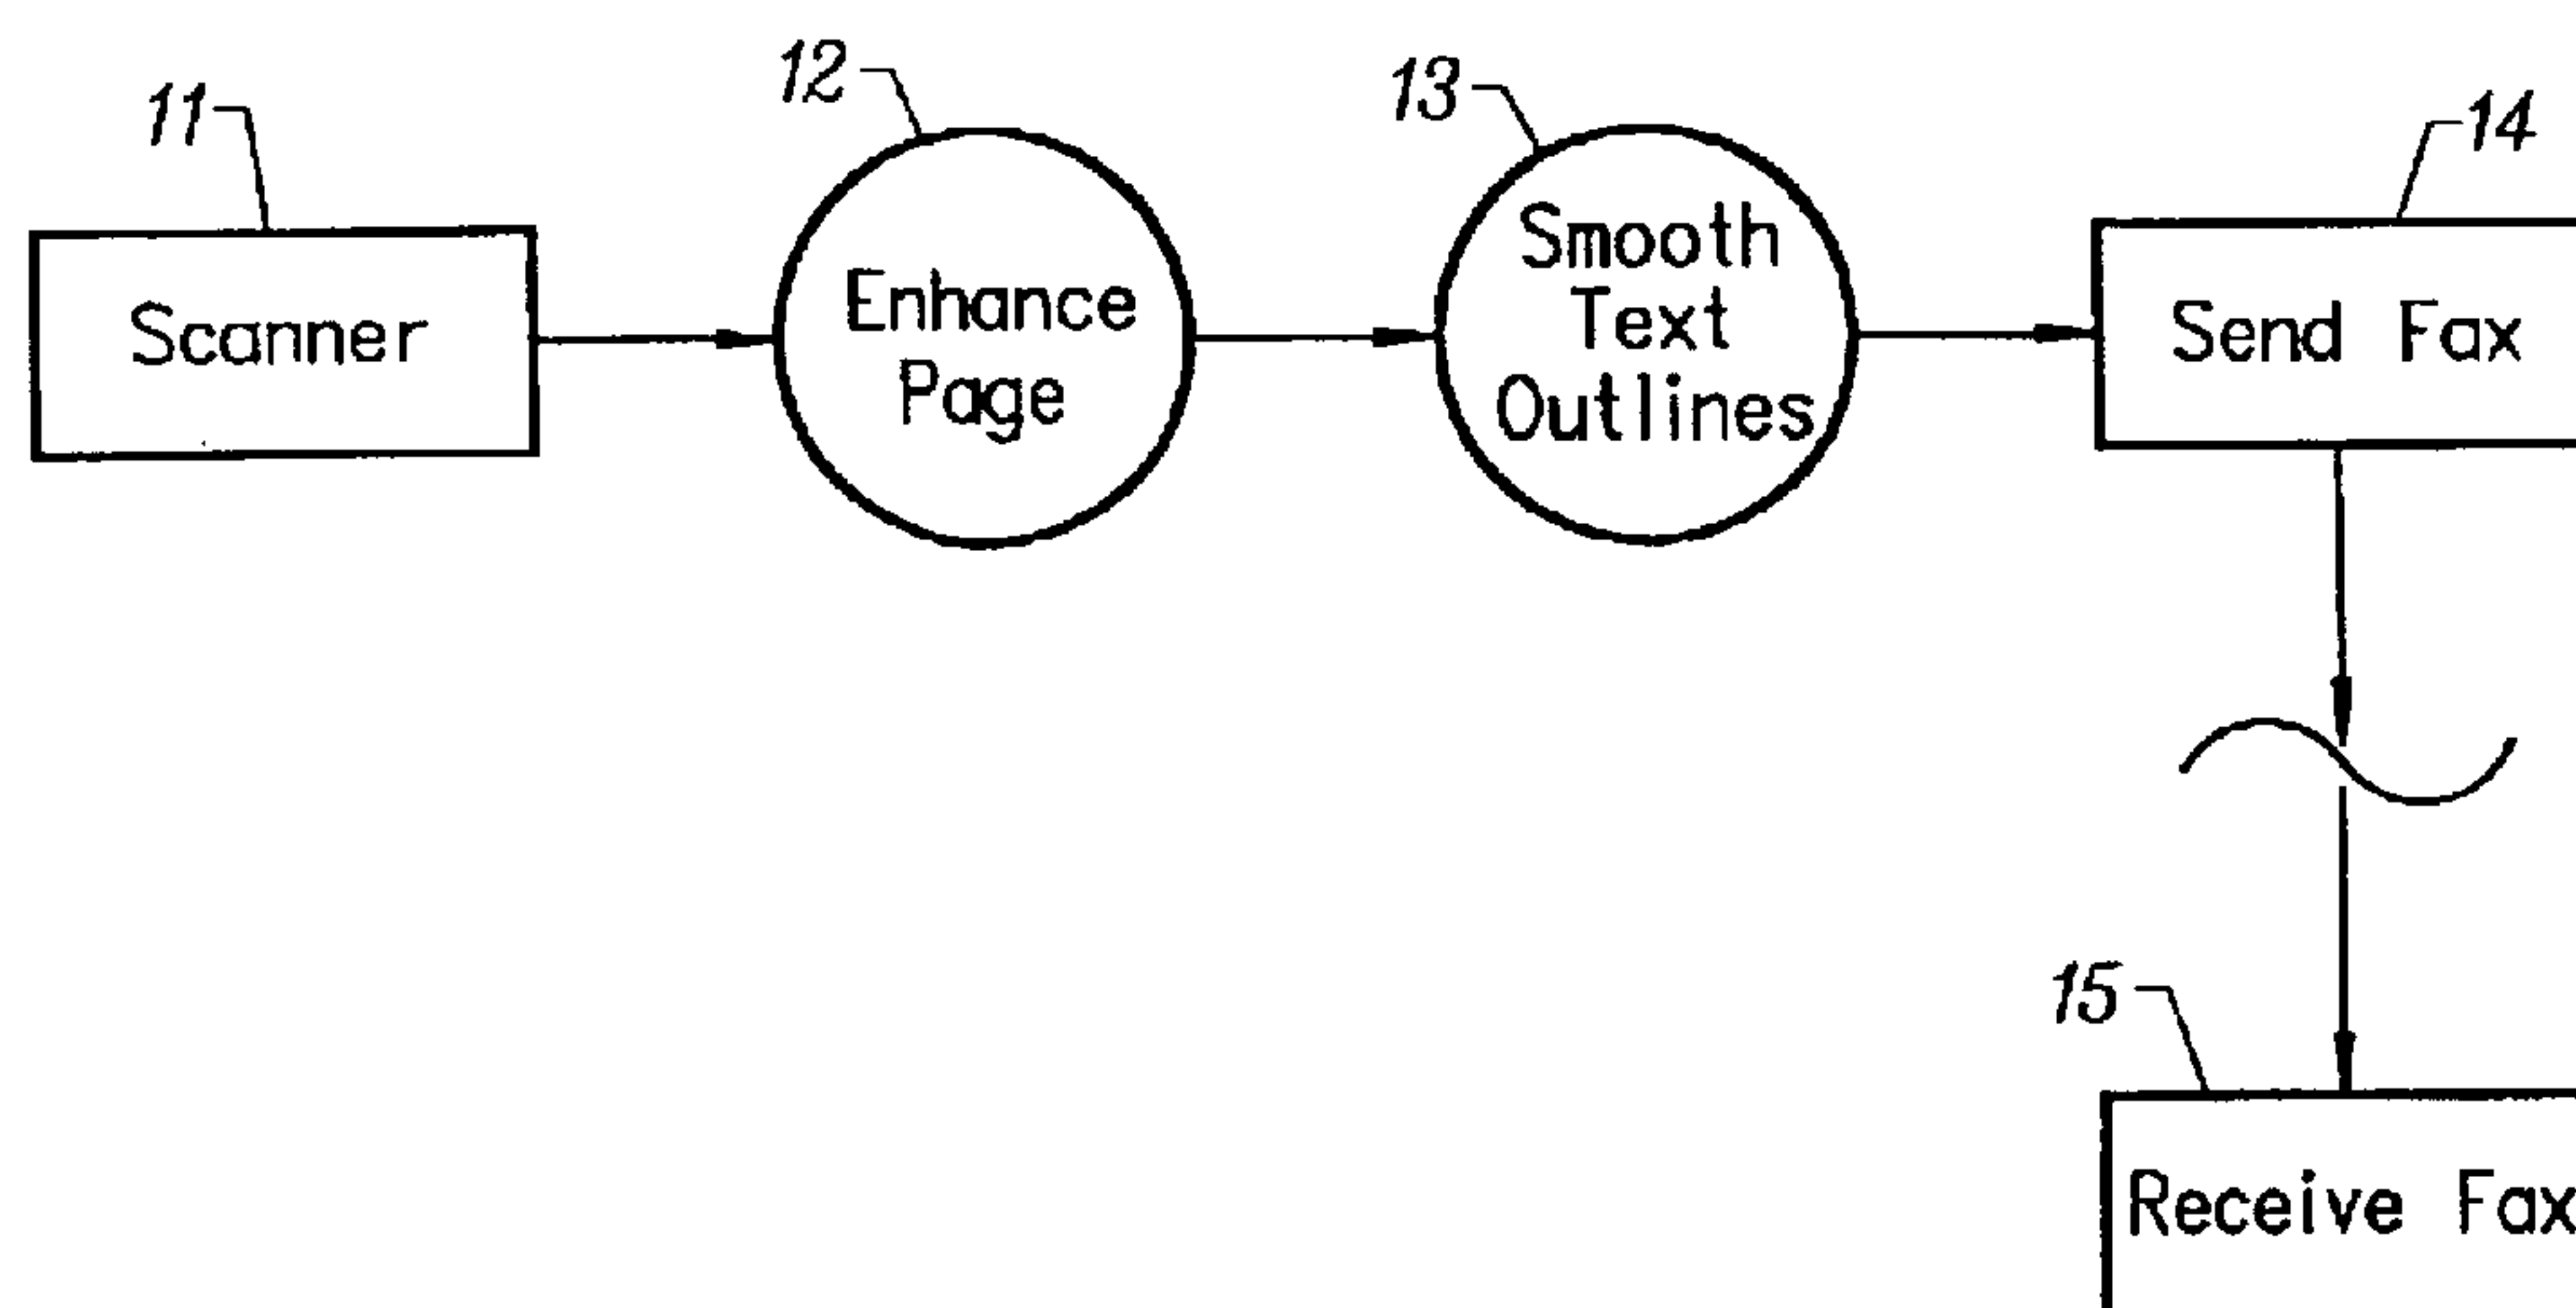 11
12
13
14
Scanner
Enhance
Page
Smooth
Text
Outlines
Send Fax
15
Receive Fax